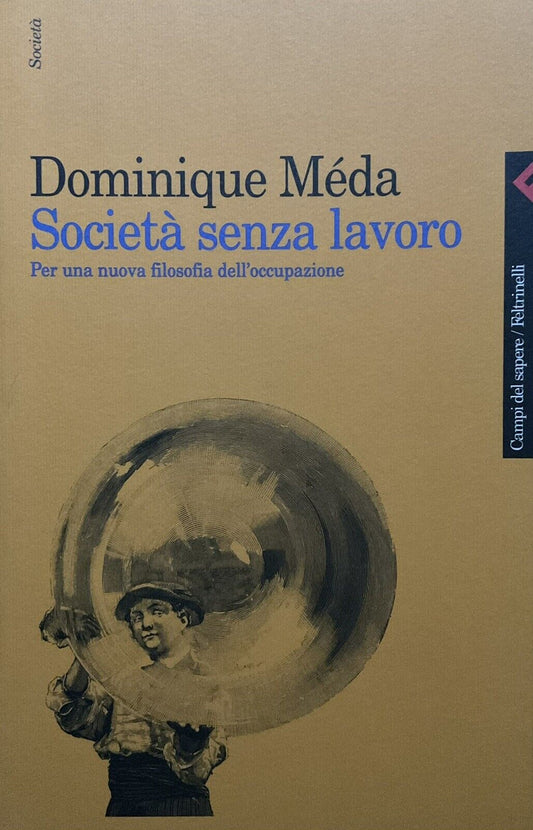 Società
Dominique Méda
Società senza lavoro
Per una nuova filosofia dell'occupazione
Campi del sapere / Feltrinelli